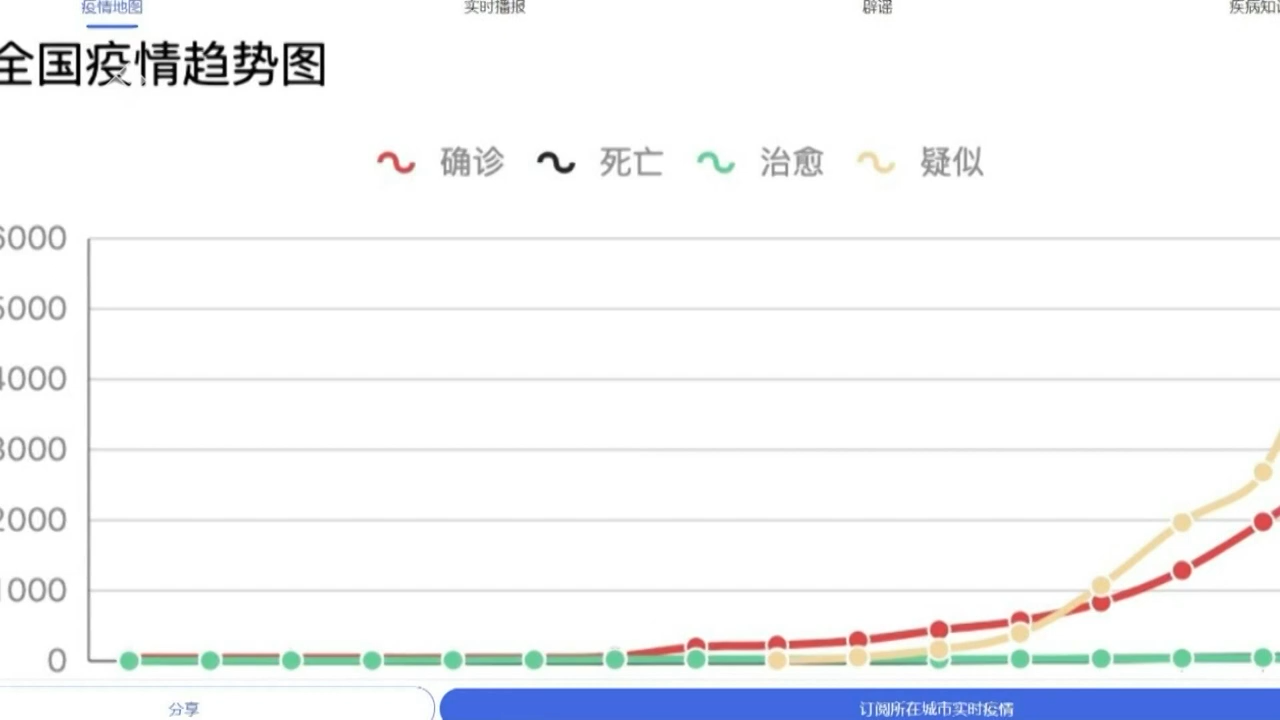 疫情地图 实时播报 辟谣 疾病知识
全国疫情趋势图
确诊 死亡 治愈 疑似
6000
5000
4000
3000
2000
1000
0
分享 订阅所在城市实时疫情